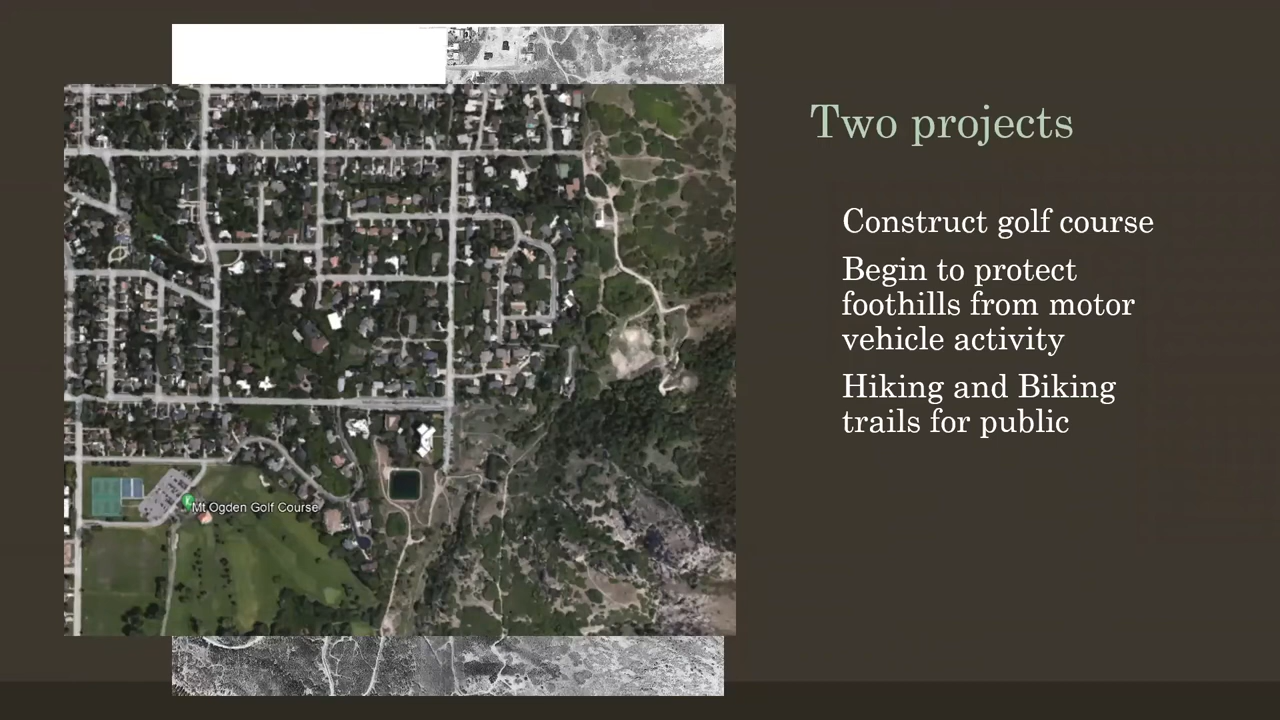 Two projects
Construct golf course
Begin to protect
foothills from motor
vehicle activity
Hiking and Biking
trails for public
Mt Ogden Golf Course